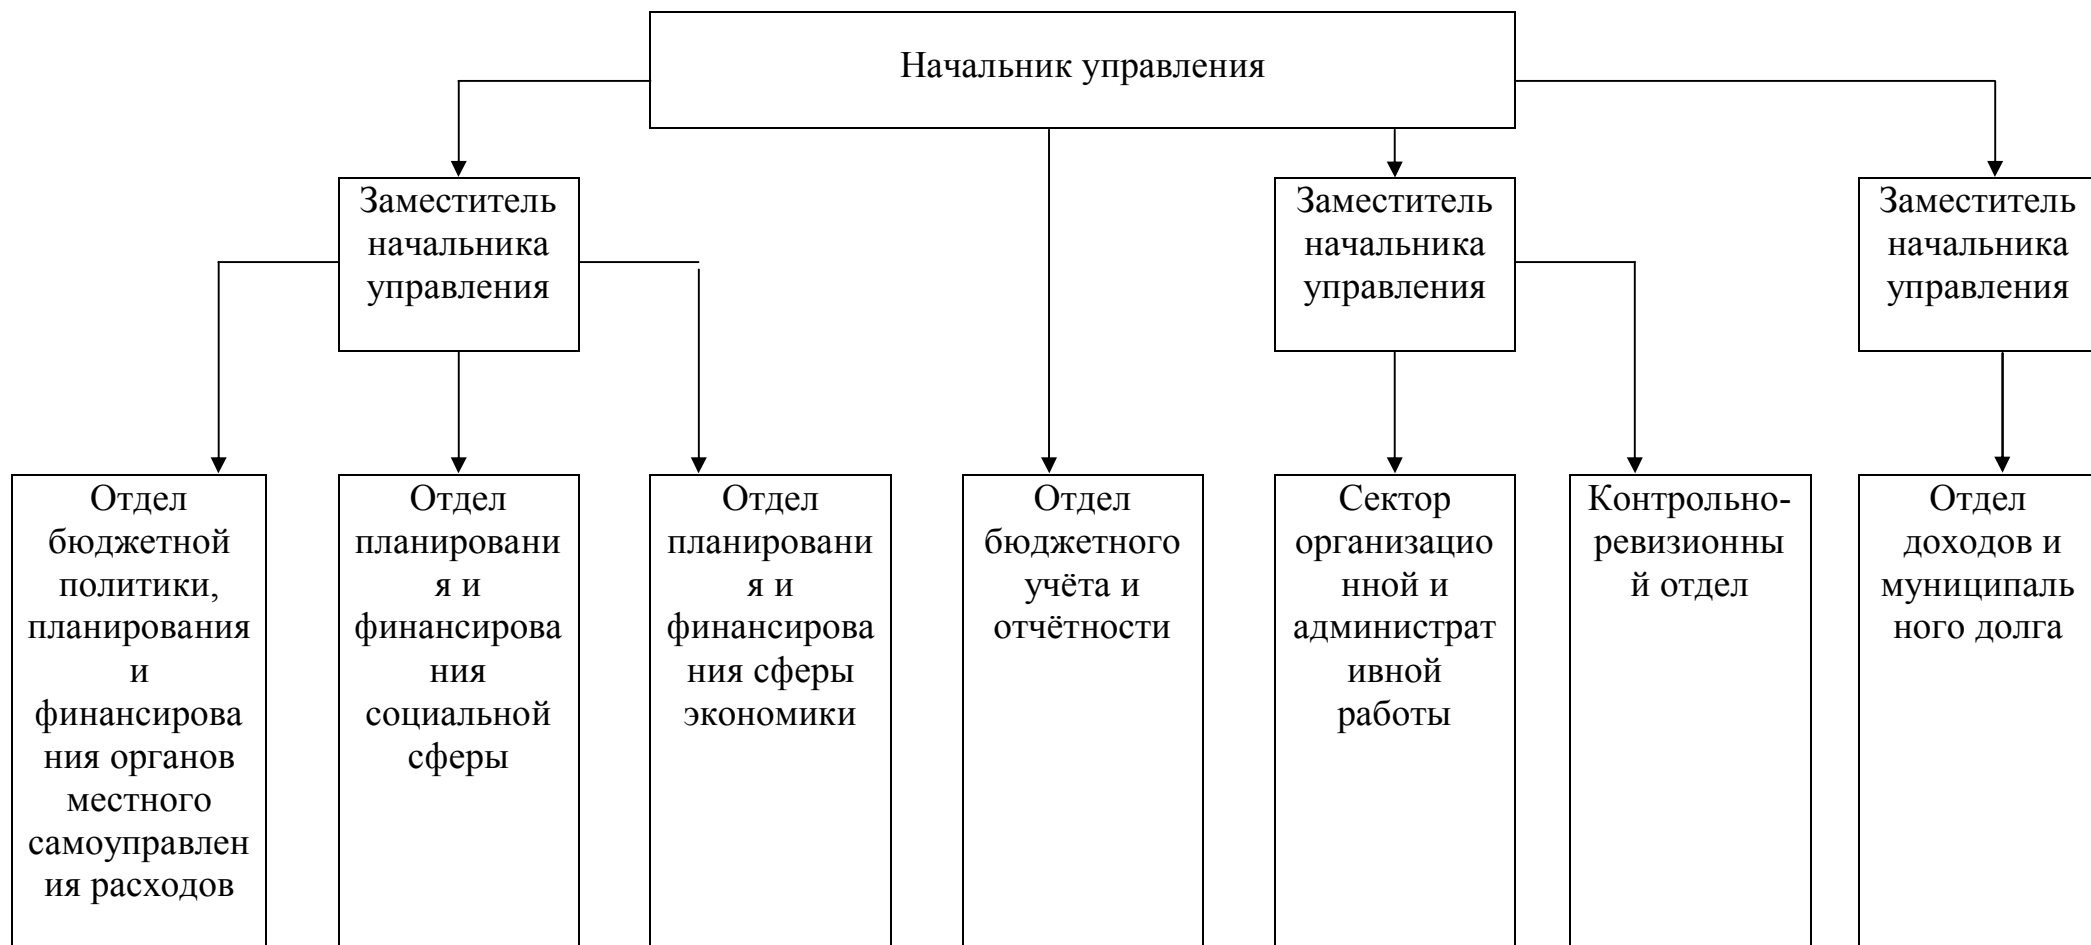 Начальник управления
Заместитель
начальника
управления
Заместитель
начальника
управления
Заместитель
начальника
управления
Отдел
бюджетной
политики,
планирования
и
финансирова
ния органов
местного
самоуправлен
ия расходов
Отдел
планировани
я и
финансирова
ния
социальной
сферы
Отдел
планировани
я и
финансирова
ния сферы
экономики
Отдел
бюджетного
учёта и
отчётности
Сектор
организацио
нной и
административ
ивной
работы
Контрольно-
ревизионны
й отдел
Отдел
доходов и
муниципаль
ного долга